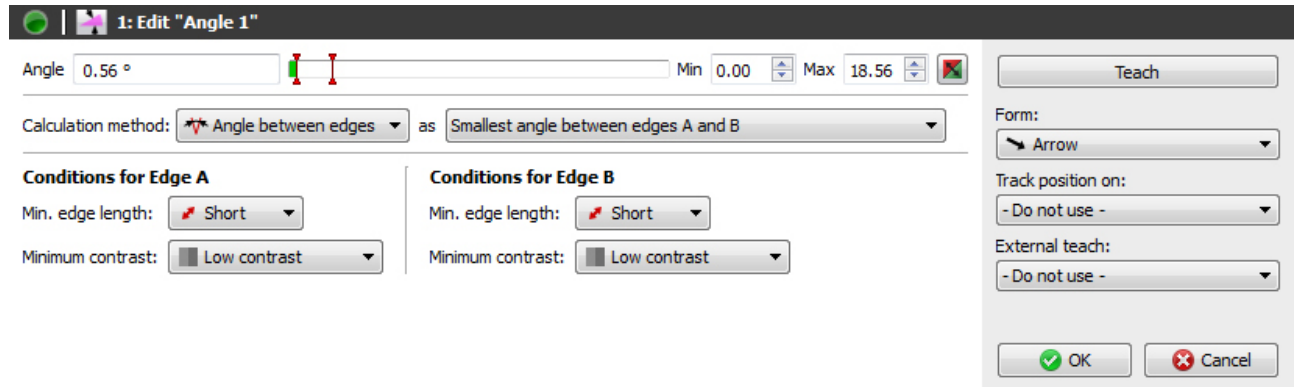 1: Edit "Angle 1"
Angle 0.56 ° Min 0.00 Max 18.56
Calculation method: Angle between edges as Smallest angle between edges A and B
Conditions for Edge A Conditions for Edge B
Min. edge length: Short Min. edge length: Short
Minimum contrast: Low contrast Minimum contrast: Low contrast
Teach
Form:
Arrow
Track position on:
- Do not use -
External teach:
- Do not use -
OK Cancel